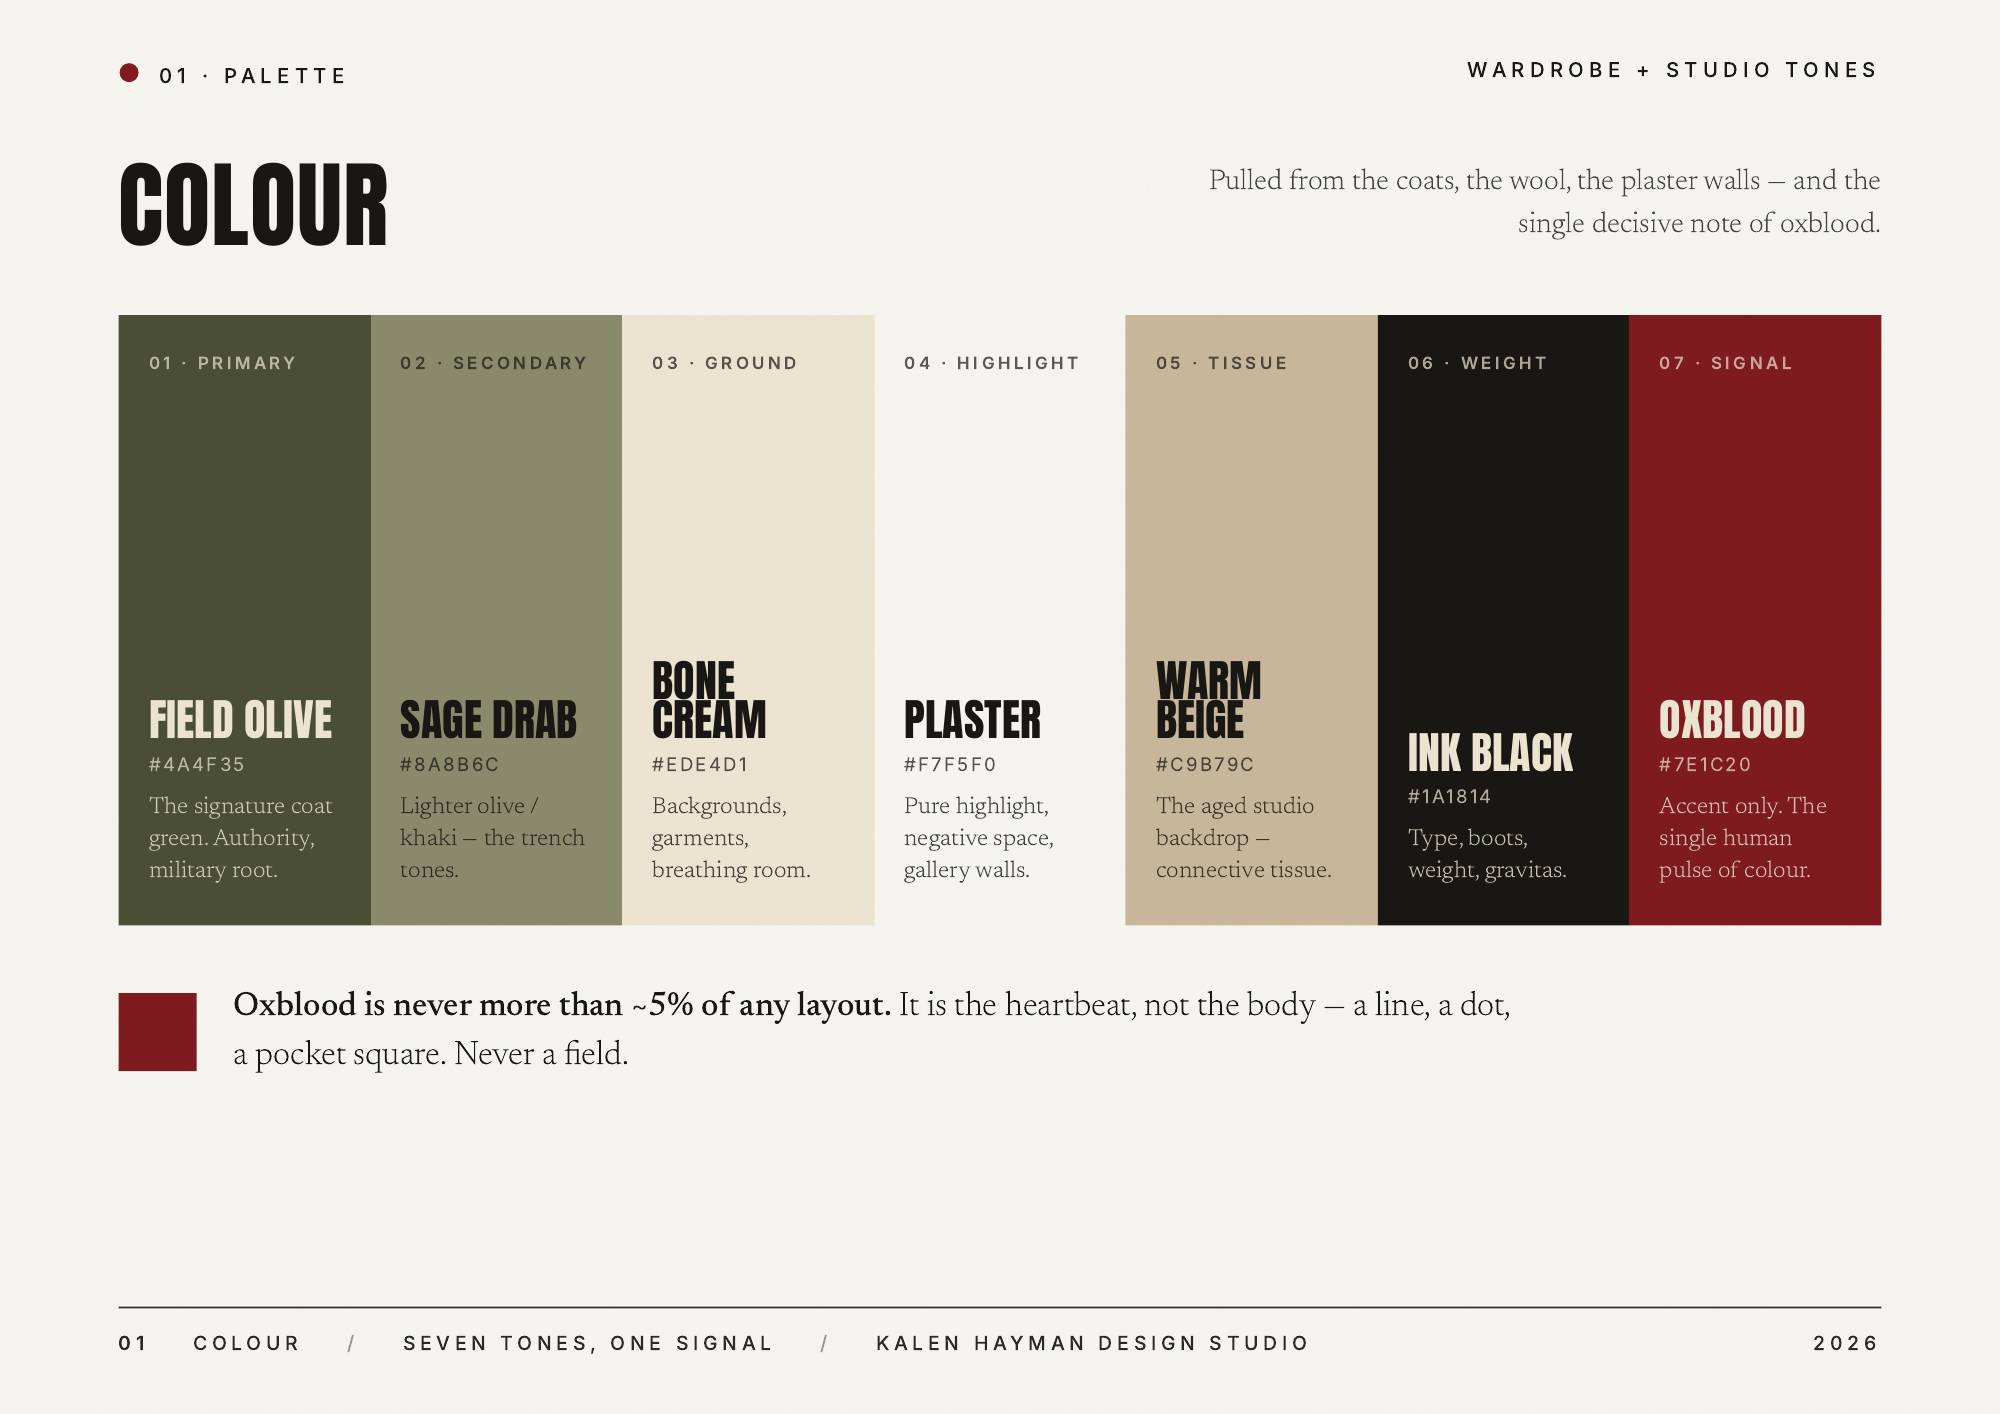 01 · PALETTE
WARDROBE + STUDIO TONES
COLOUR
Pulled from the coats, the wool, the plaster walls — and the
single decisive note of oxblood.
01 · PRIMARY
FIELD OLIVE
#4A4F35
The signature coat
green. Authority,
military root.
02 · SECONDARY
SAGE DRAB
#8A8B6C
Lighter olive /
khaki — the trench
tones.
03 · GROUND
BONE
CREAM
#EDE4D1
Backgrounds,
garments,
breathing room.
04 · HIGHLIGHT
PLASTER
#F7F5F0
Pure highlight,
negative space,
gallery walls.
05 · TISSUE
WARM
BEIGE
#C9B79C
The aged studio
backdrop —
connective tissue.
06 · WEIGHT
INK BLACK
#1A1814
Type, boots,
weight, gravitas.
07 · SIGNAL
OXBLOOD
#7E1C20
Accent only. The
single human
pulse of colour.
Oxblood is never more than ~5% of any layout. It is the heartbeat, not the body — a line, a dot,
a pocket square. Never a field.
01 COLOUR / SEVEN TONES, ONE SIGNAL / KALEN HAYMAN DESIGN STUDIO 2026